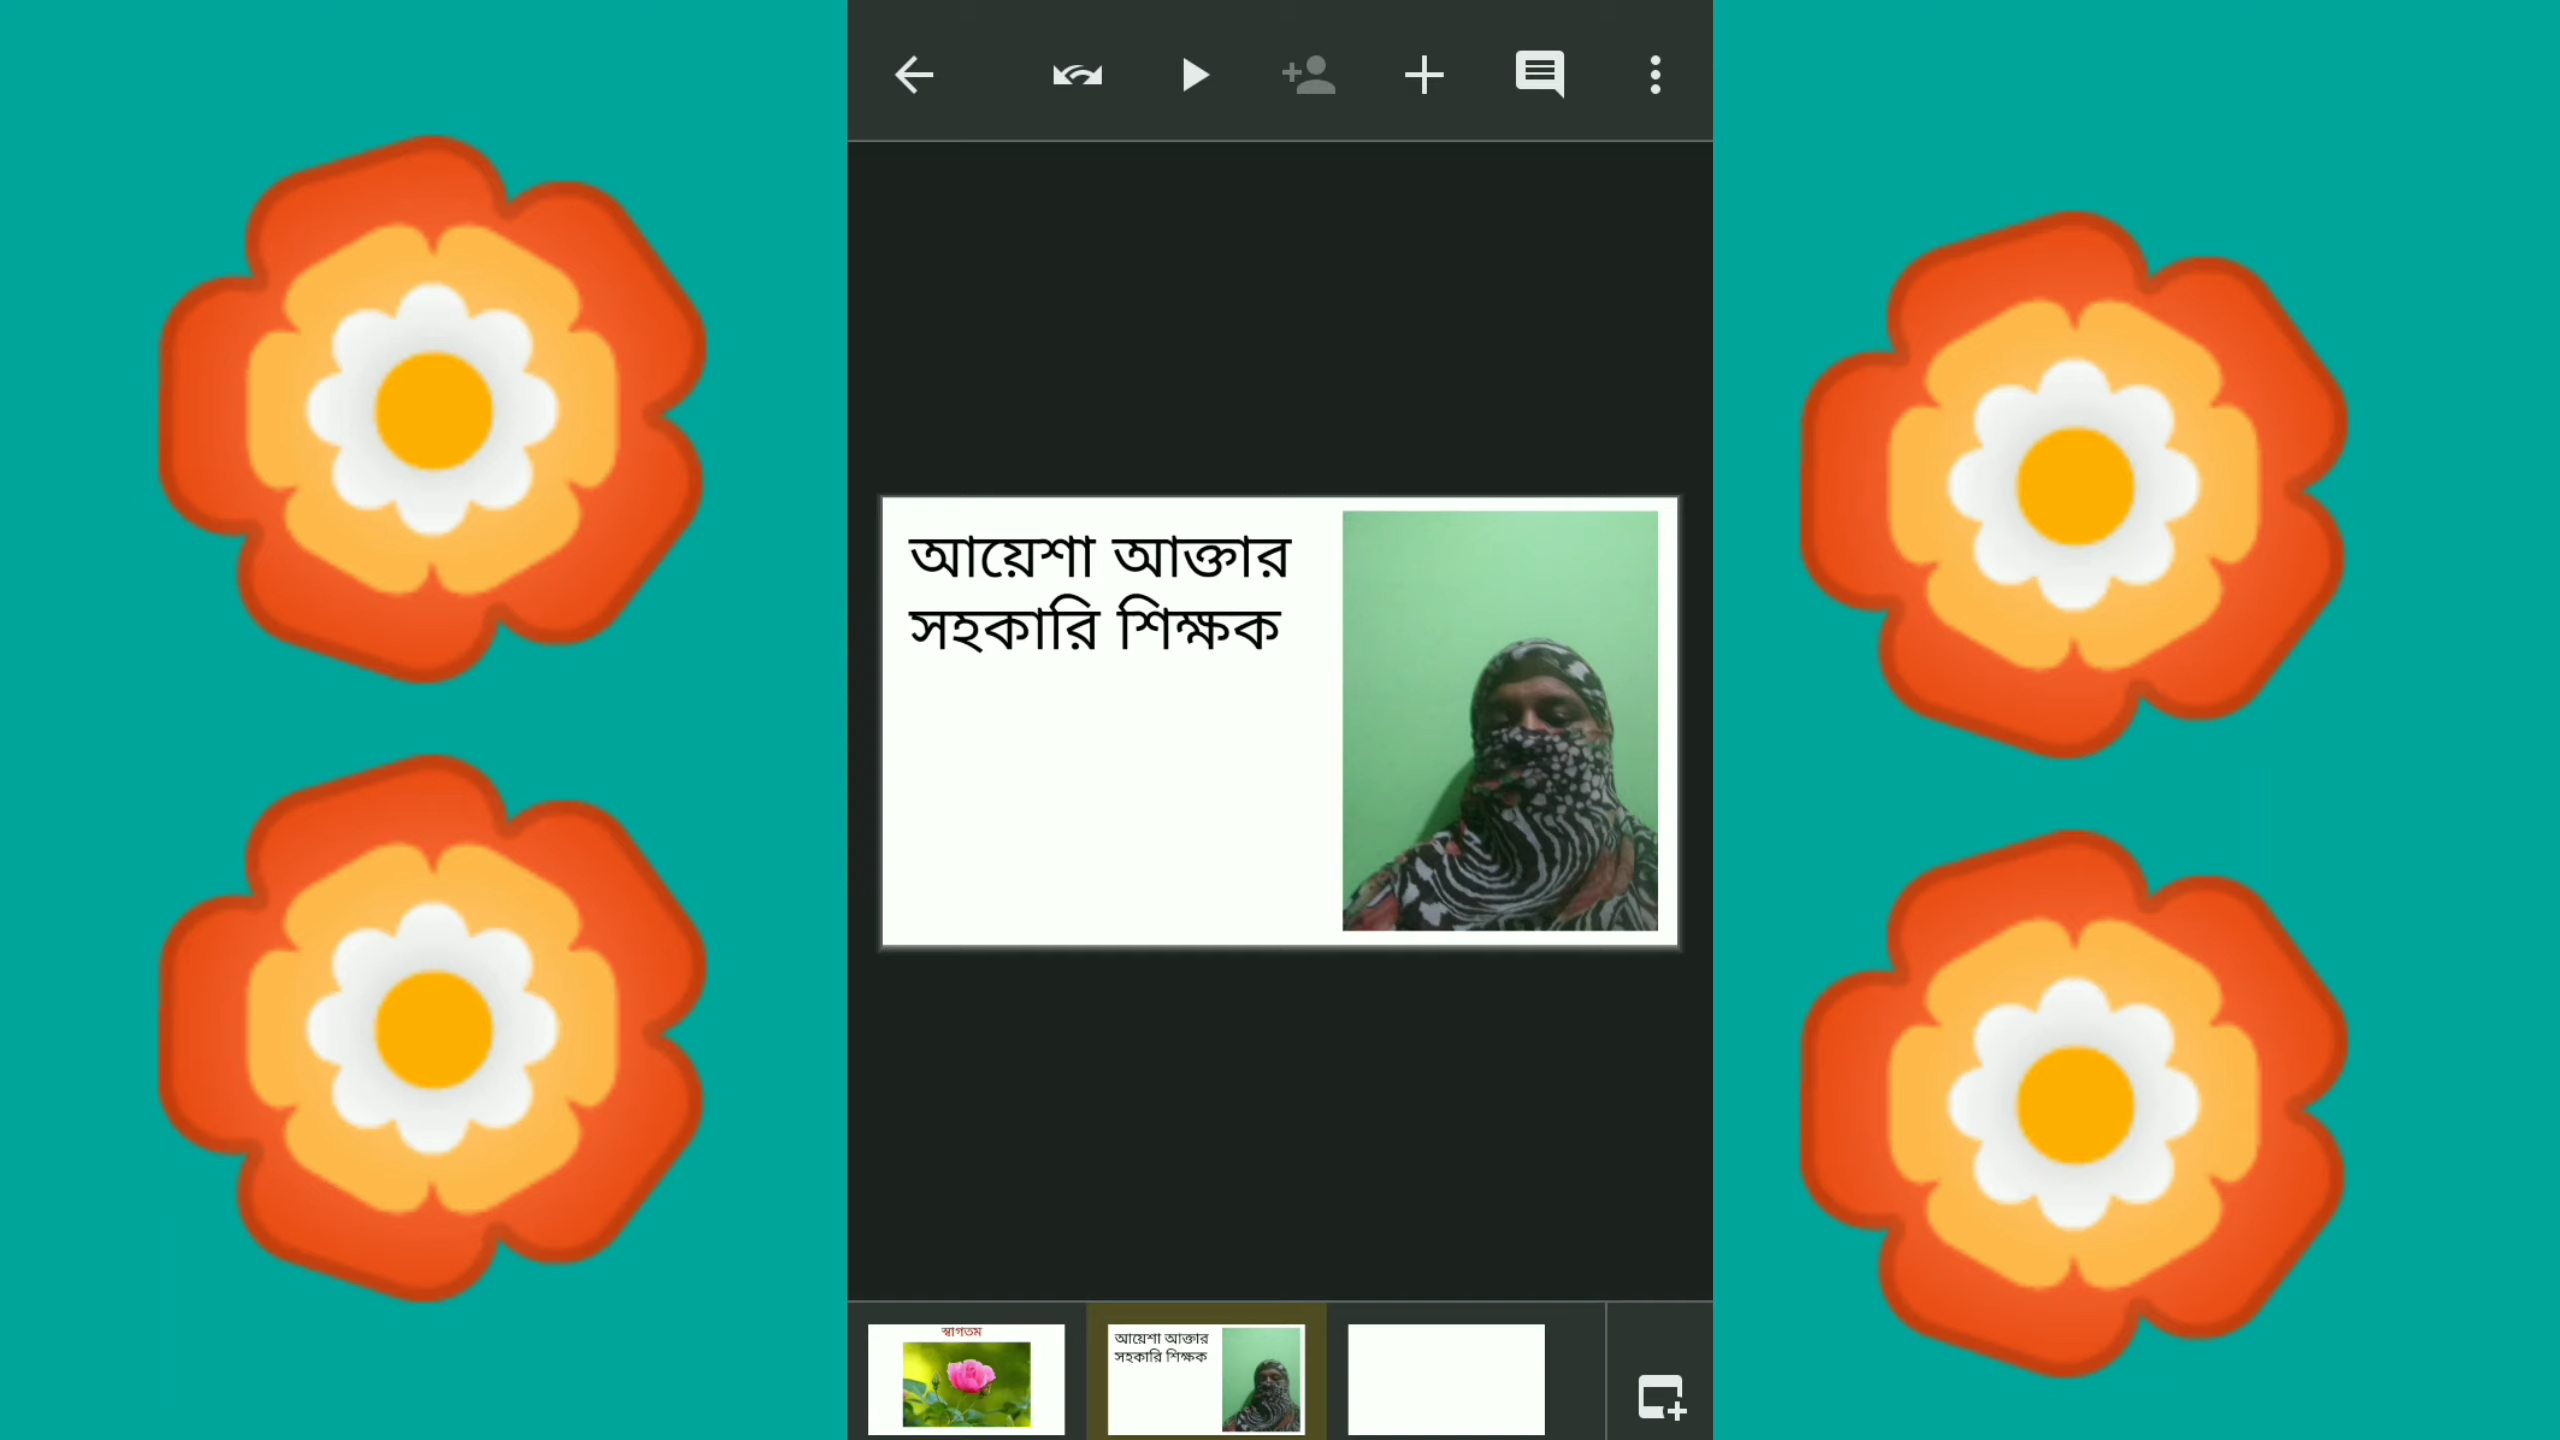 আয়েশা আক্তার
সহকারি শিক্ষক
স্বাগতম
আয়েশা আক্তার
সহকারি শিক্ষক